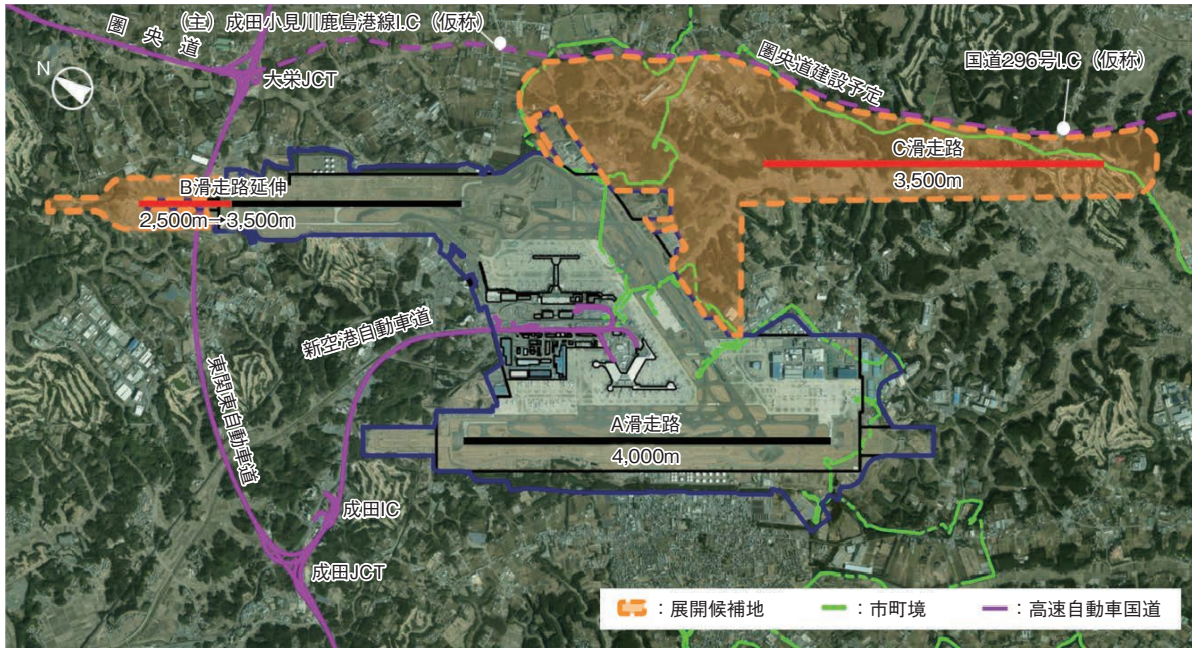 (主) 成田小見川鹿島港線I.C (仮称)
圏央道
N
大栄JCT
圏央道建設予定
国道296号I.C (仮称)
C滑走路
3,500m
B滑走路延伸
2,500m→3,500m
新空港自動車道
東関東自動車道
A滑走路
4,000m
成田IC
成田JCT
:展開候補地
:市町境
:高速自動車国道